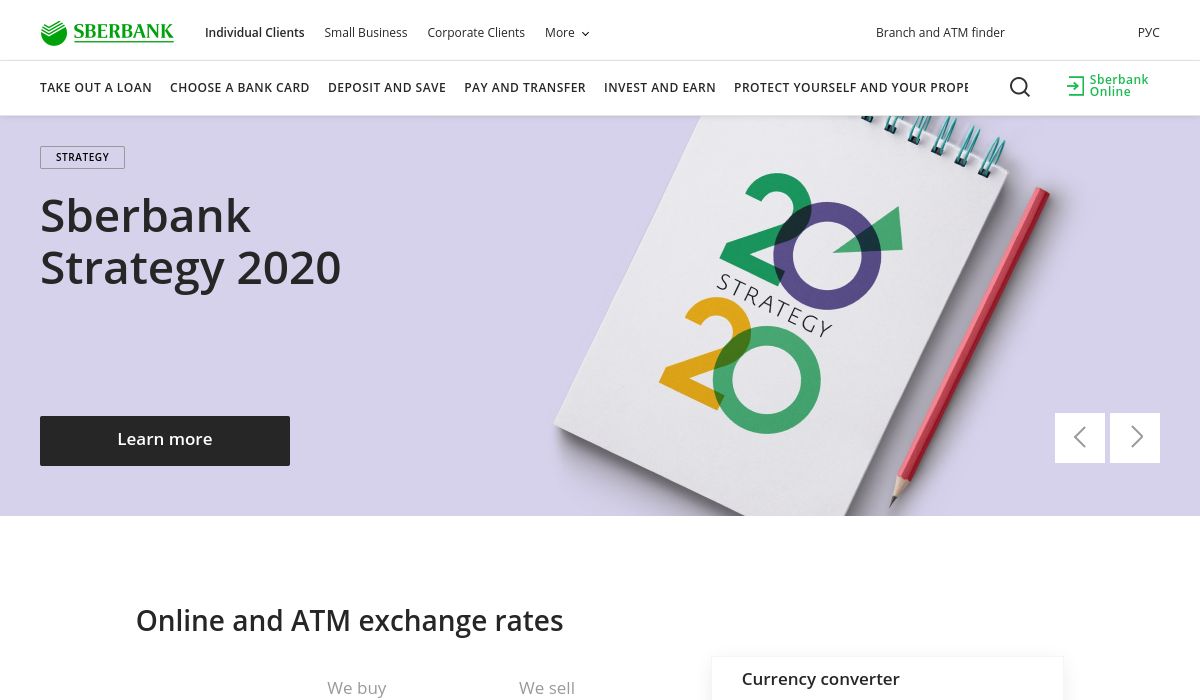 SBERBANK
Individual Clients
Small Business
Corporate Clients
More
Branch and ATM finder
РУС
TAKE OUT A LOAN
CHOOSE A BANK CARD
DEPOSIT AND SAVE
PAY AND TRANSFER
INVEST AND EARN
PROTECT YOURSELF AND YOUR PROPE
Sberbank
Online
STRATEGY
Sberbank
Strategy 2020
Learn more
20
STRATEGY
20
Online and ATM exchange rates
We buy
We sell
Currency converter